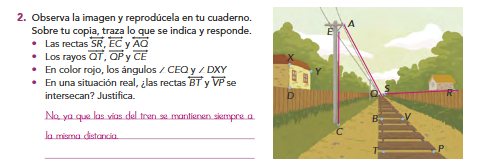 2. Observa la imagen y reprodúcela en tu cuaderno.
Sobre tu copia, traza lo que se indica y responde.
• Las rectas SR, EC y AQ
• Los rayos QT, QP y CE
• En color rojo, los ángulos ∠ CEQ y ∠ DXY
• En una situación real, ¿las rectas BT y VP se
intersecan? Justifica.
No, ya que las vías del tren se mantienen siempre a
la misma distancia.
A
E
X
Y
D
Q
S
R
B
V
C
T
P